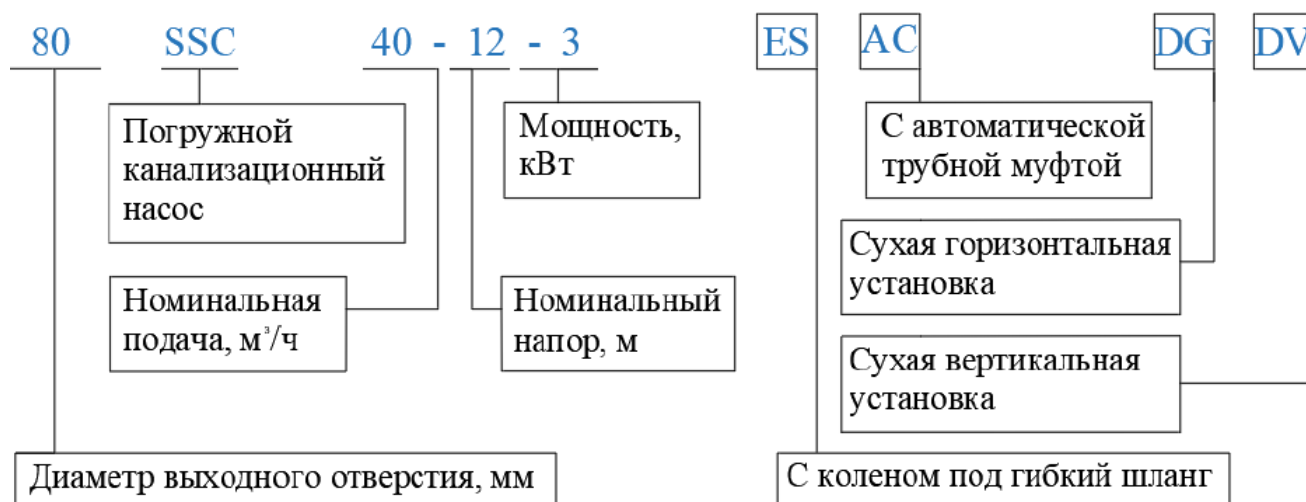 80 SSC 40 - 12 - 3 ES AC DG DV
Погружной
канализационный
насос
Мощность,
кВт
С автоматической
трубной муфтой
Сухая горизонтальная
установка
Номинальная
подача, м³/ч
Номинальный
напор, м
Сухая вертикальная
установка
Диаметр выходного отверстия, мм
С коленом под гибкий шланг